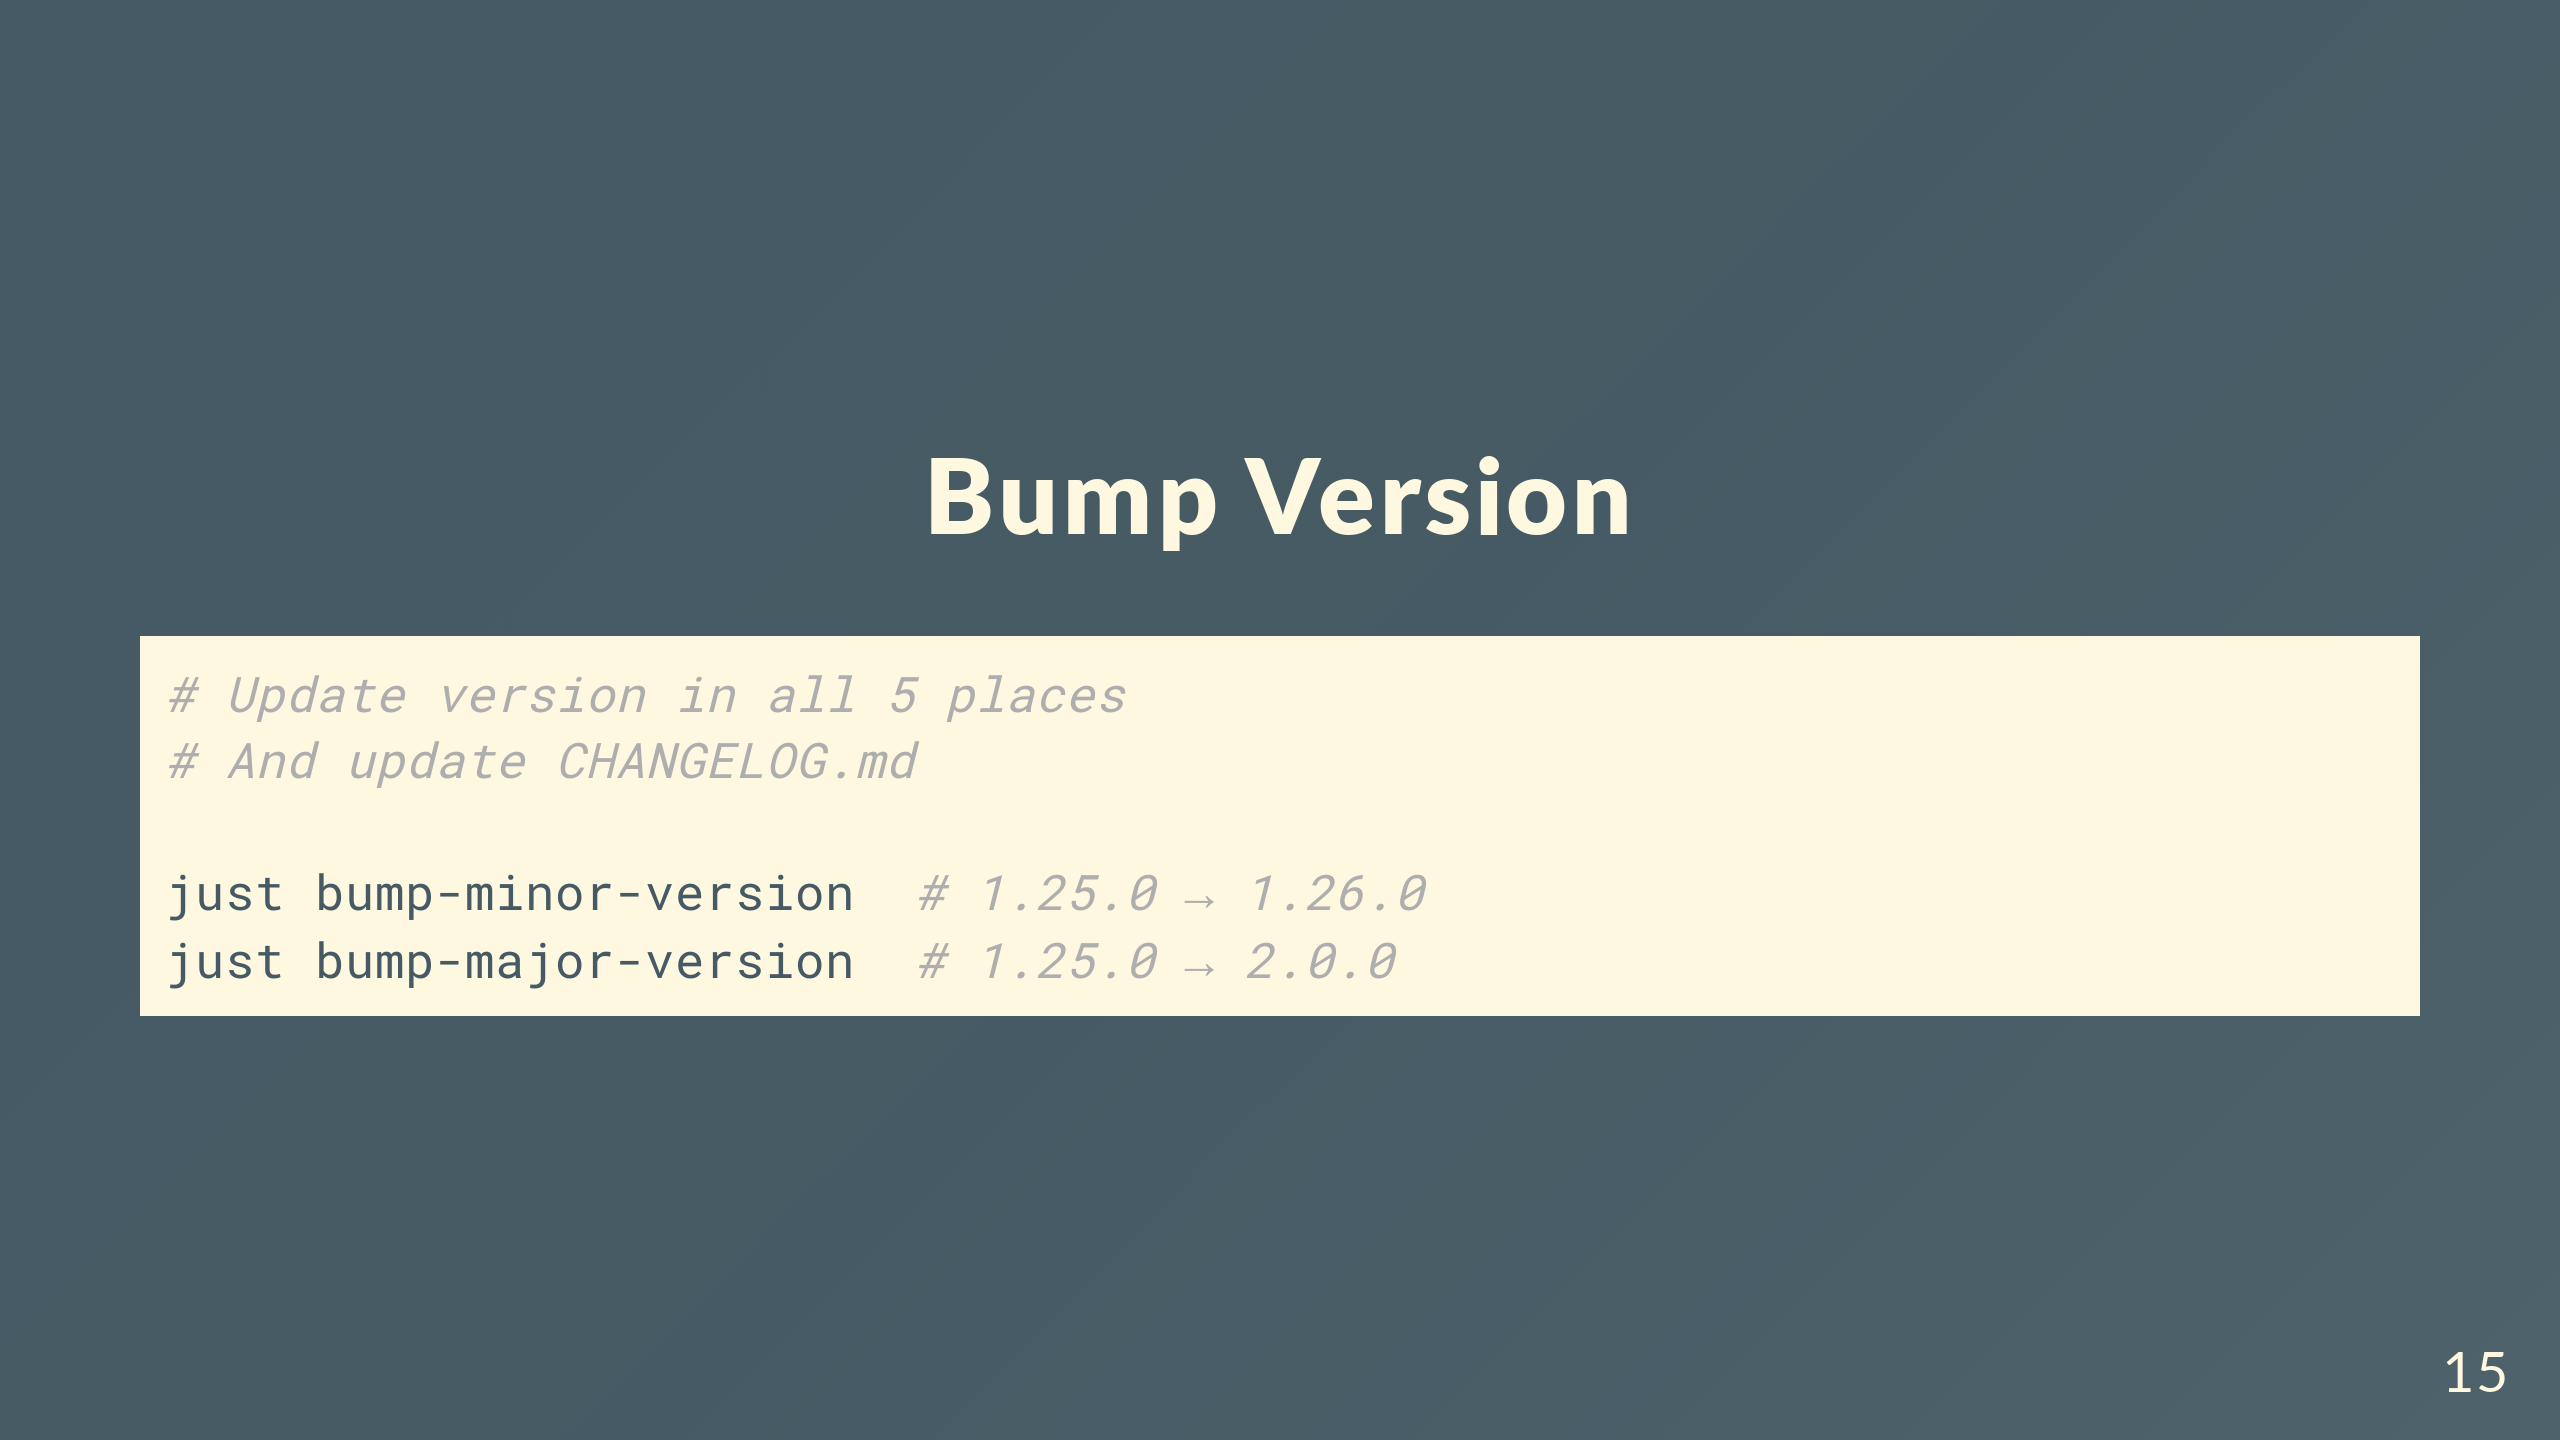 Bump Version
# Update version in all 5 places
# And update CHANGELOG.md
just bump-minor-version  # 1.25.0 → 1.26.0
just bump-major-version  # 1.25.0 → 2.0.0
15